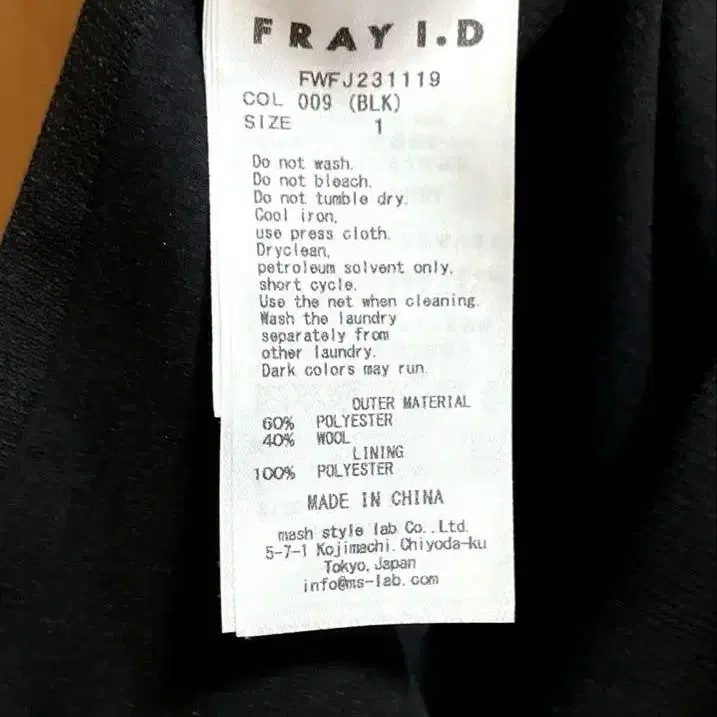 FRAY I.D
FWFJ231119
COL 009 (BLK)
SIZE 1
Do not wash.
Do not bleach.
Do not tumble dry.
Cool iron,
use press cloth.
Dryclean,
petroleum solvent only,
short cycle.
Use the net when cleaning.
Wash the laundry
separately from
other laundry.
Dark colors may run.
OUTER MATERIAL
60% POLYESTER
40% WOOL
LINING
100% POLYESTER
MADE IN CHINA
mash style lab Co.,Ltd.
5-7-1 Kojimachi, Chiyoda-ku
Tokyo, Japan
info@ms-lab.com